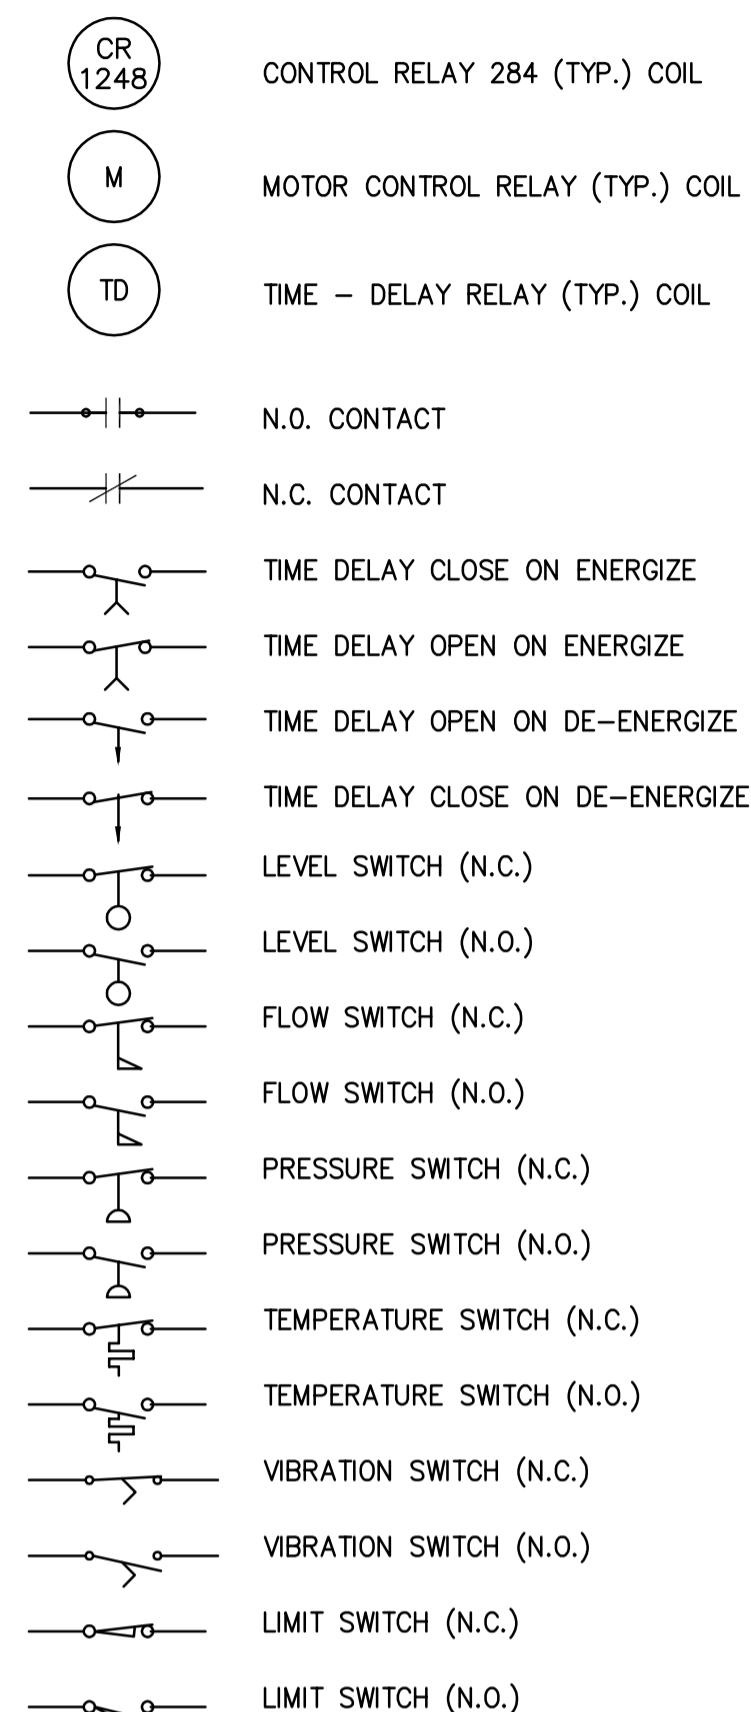 CR
1248
CONTROL RELAY 284 (TYP.) COIL
M
MOTOR CONTROL RELAY (TYP.) COIL
TD
TIME – DELAY RELAY (TYP.) COIL
N.O. CONTACT
N.C. CONTACT
TIME DELAY CLOSE ON ENERGIZE
TIME DELAY OPEN ON ENERGIZE
TIME DELAY OPEN ON DE–ENERGIZE
TIME DELAY CLOSE ON DE–ENERGIZE
LEVEL SWITCH (N.C.)
LEVEL SWITCH (N.O.)
FLOW SWITCH (N.C.)
FLOW SWITCH (N.O.)
PRESSURE SWITCH (N.C.)
PRESSURE SWITCH (N.O.)
TEMPERATURE SWITCH (N.C.)
TEMPERATURE SWITCH (N.O.)
VIBRATION SWITCH (N.C.)
VIBRATION SWITCH (N.O.)
LIMIT SWITCH (N.C.)
LIMIT SWITCH (N.O.)